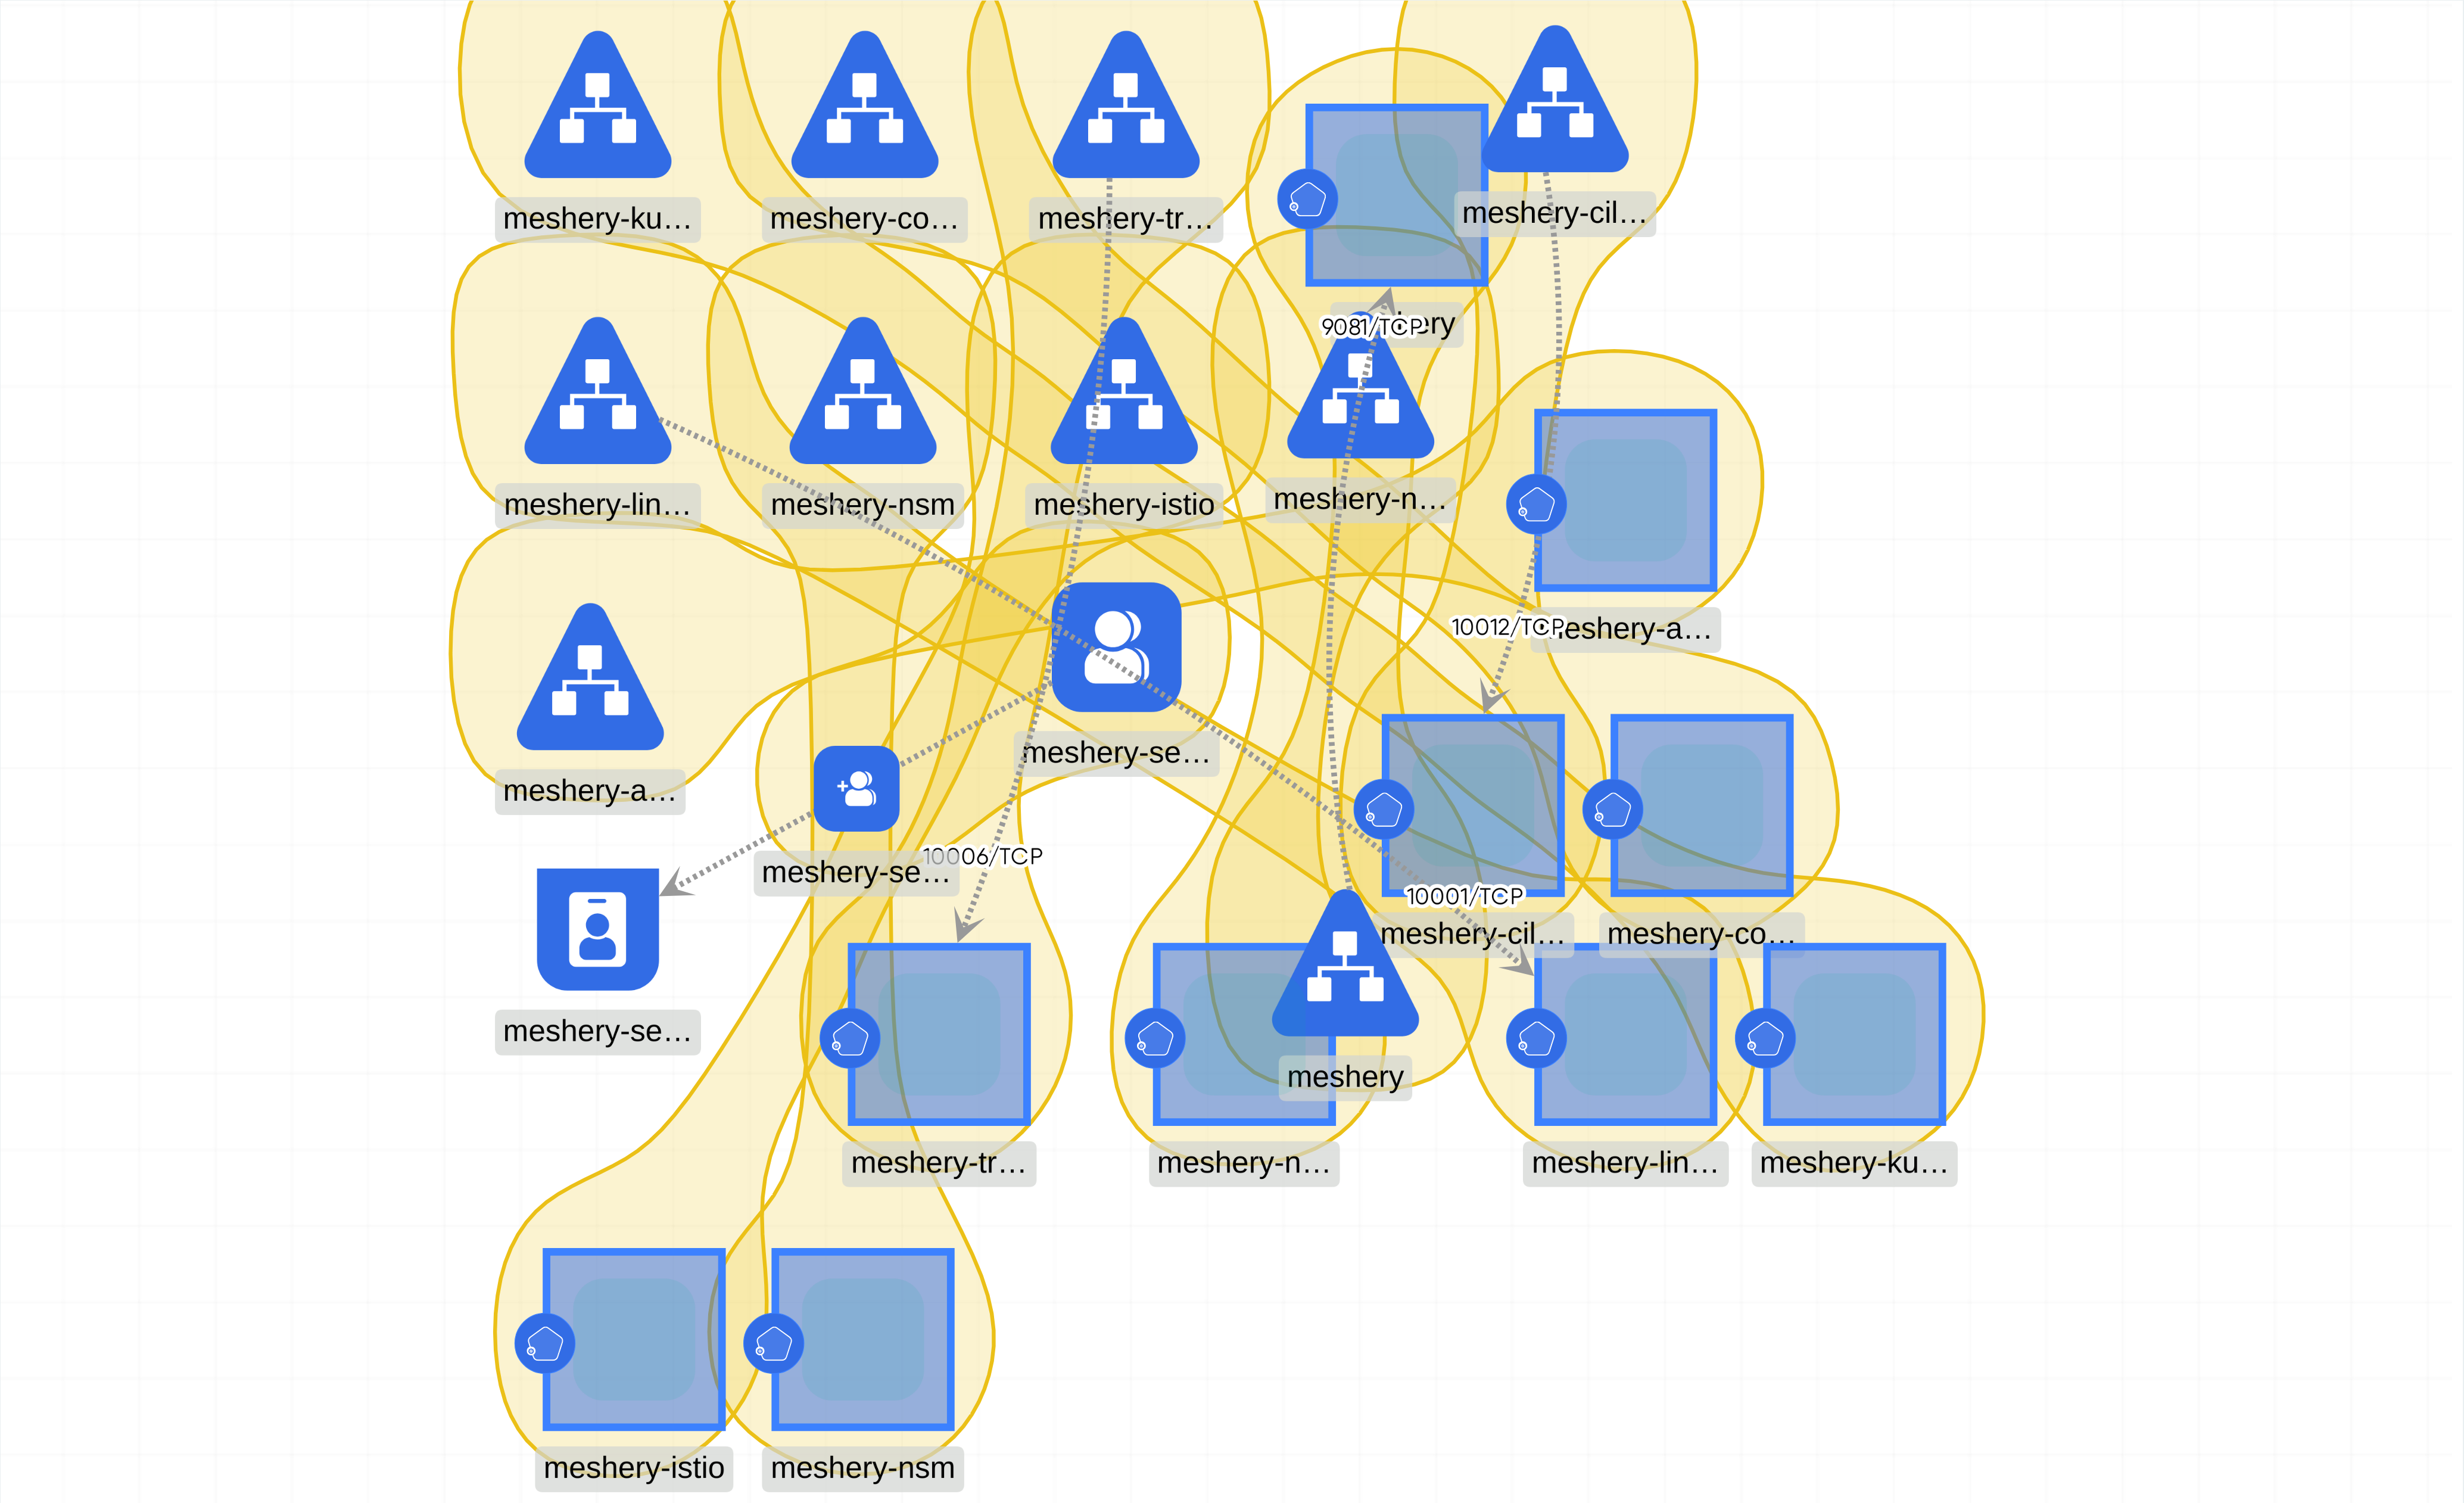 meshery-ku…
meshery-co…
meshery-tr…
meshery-cil…
9081/TCP
meshery-lin…
meshery-nsm
meshery-istio
meshery-n…
10012/TCP
meshery-a…
meshery-se…
meshery-a…
meshery-se…
10006/TCP
10001/TCP
meshery-cil…
meshery-co…
meshery-se…
meshery
meshery-tr…
meshery-n…
meshery-lin…
meshery-ku…
meshery-istio
meshery-nsm